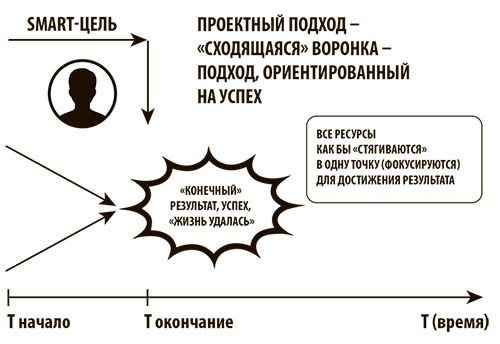 SMART-ЦЕЛЬ
ПРОЕКТНЫЙ ПОДХОД –
«СХОДЯЩАЯСЯ» ВОРОНКА –
ПОДХОД, ОРИЕНТИРОВАННЫЙ
НА УСПЕХ
ВСЕ РЕСУРСЫ
КАК БЫ «СТЯГИВАЮТСЯ»
В ОДНУ ТОЧКУ (ФОКУСИРУЮТСЯ)
ДЛЯ ДОСТИЖЕНИЯ РЕЗУЛЬТАТА
«КОНЕЧНЫЙ»
РЕЗУЛЬТАТ, УСПЕХ,
«ЖИЗНЬ УДАЛАСЬ»
Т начало
Т окончание
Т (время)